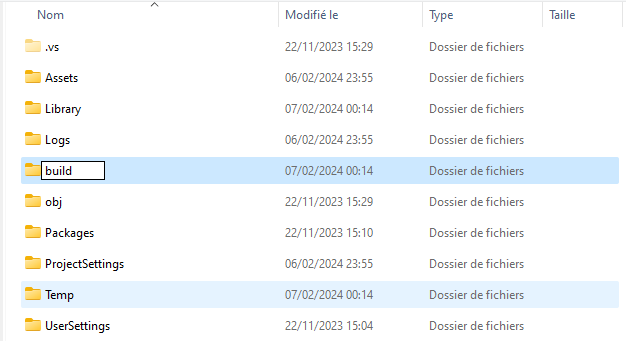 Nom Modifié le Type Taille
.vs 22/11/2023 15:29 Dossier de fichiers
Assets 06/02/2024 23:55 Dossier de fichiers
Library 07/02/2024 00:14 Dossier de fichiers
Logs 06/02/2024 23:55 Dossier de fichiers
build 07/02/2024 00:14 Dossier de fichiers
obj 22/11/2023 15:29 Dossier de fichiers
Packages 22/11/2023 15:10 Dossier de fichiers
ProjectSettings 06/02/2024 23:55 Dossier de fichiers
Temp 07/02/2024 00:14 Dossier de fichiers
UserSettings 22/11/2023 15:04 Dossier de fichiers